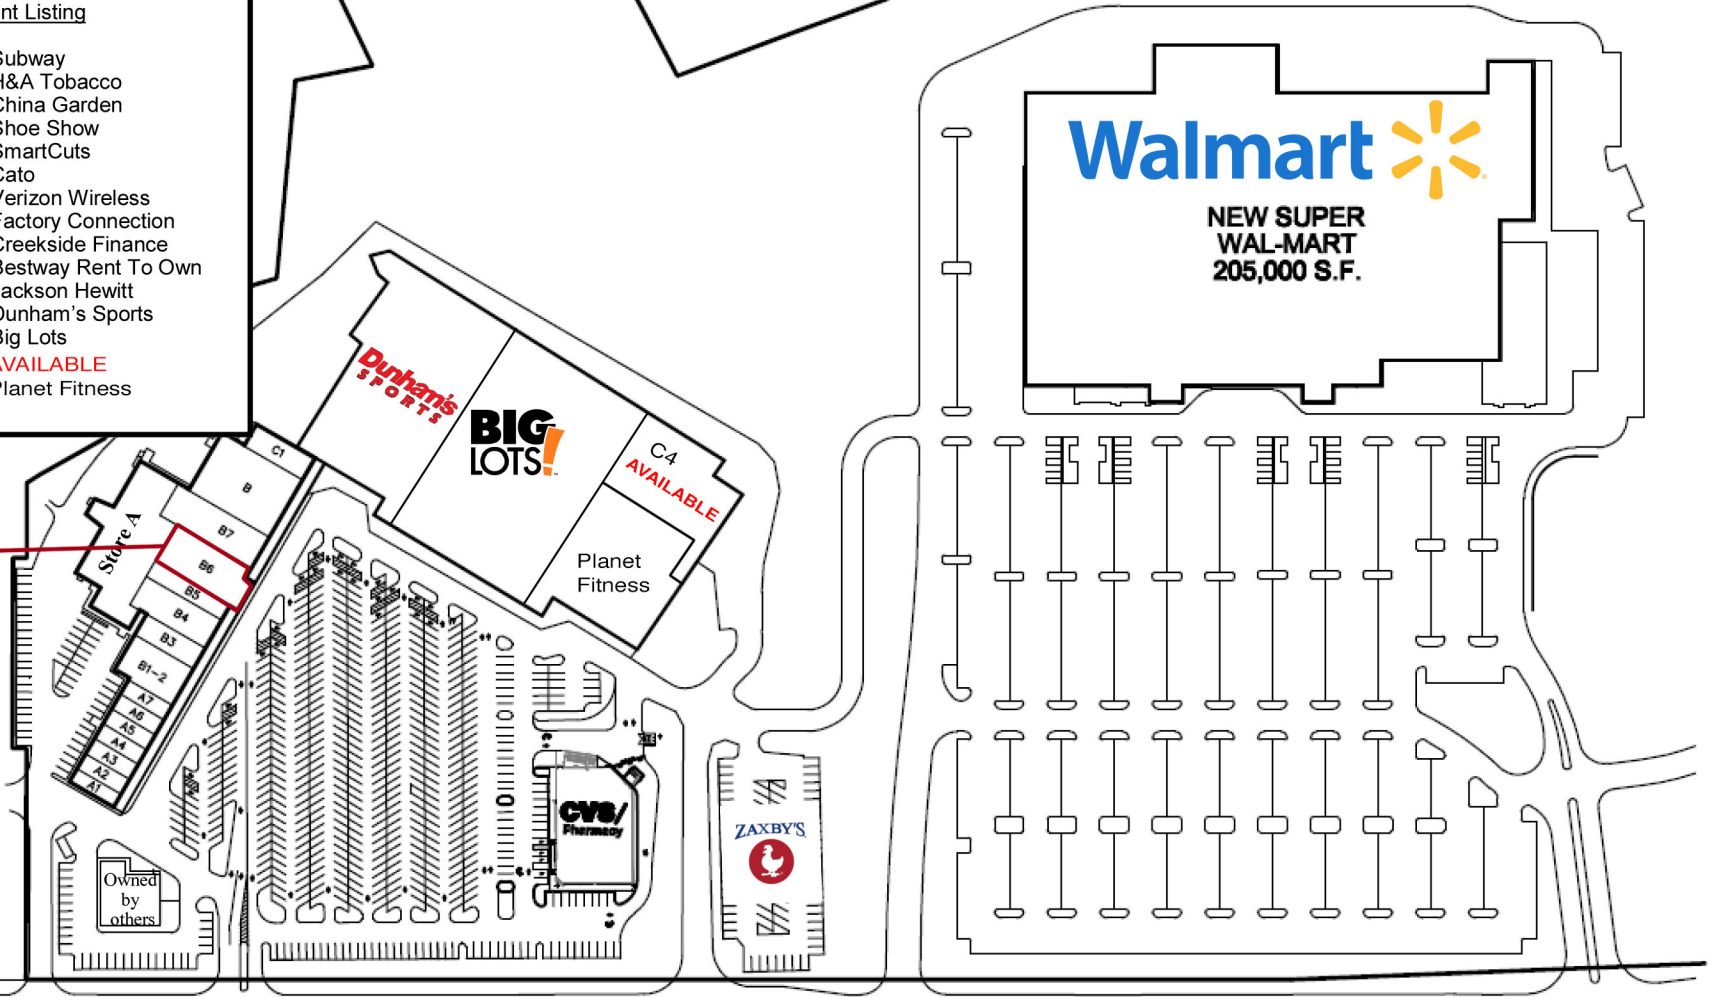 nt Listing
Subway
H&A Tobacco
China Garden
Shoe Show
SmartCuts
Cato
Verizon Wireless
Factory Connection
Creekside Finance
Bestway Rent To Own
Jackson Hewitt
Dunham's Sports
Big Lots
AVAILABLE
Planet Fitness
Walmart
NEW SUPER
WAL-MART
205,000 S.F.
Dunham's
SPORTS
BIG
LOTS!
C4
AVAILABLE
Planet
Fitness
C1
B
B7
Store A
B6
B5
B4
B3
B1-2
A7
A6
A5
A4
A3
A2
A1
CVS/
Pharmacy
ZAXBY'S
Owned
by
others